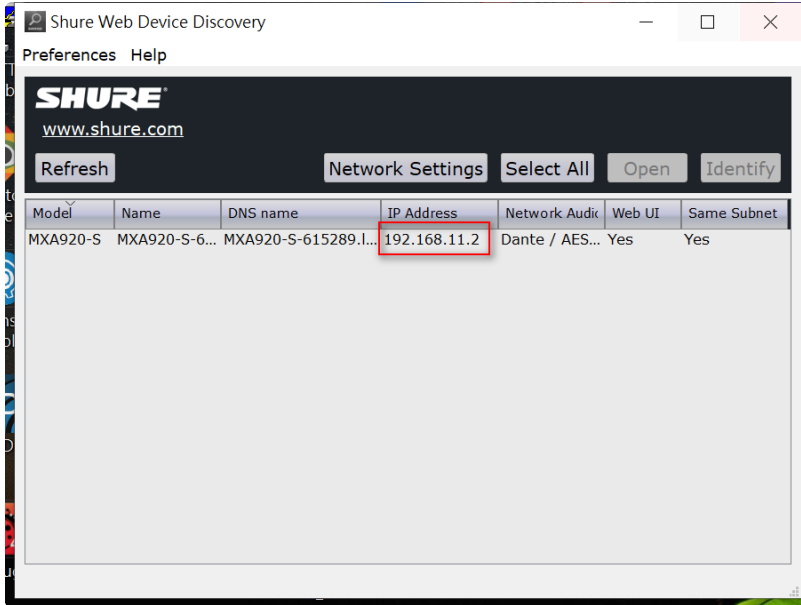 Shure Web Device Discovery
Preferences Help
SHURE
www.shure.com
Refresh Network Settings Select All Open Identify
Model Name DNS name IP Address Network Audic Web UI Same Subnet
MXA920-S MXA920-S-6... MXA920-S-615289.l... 192.168.11.2 Dante / AES... Yes Yes